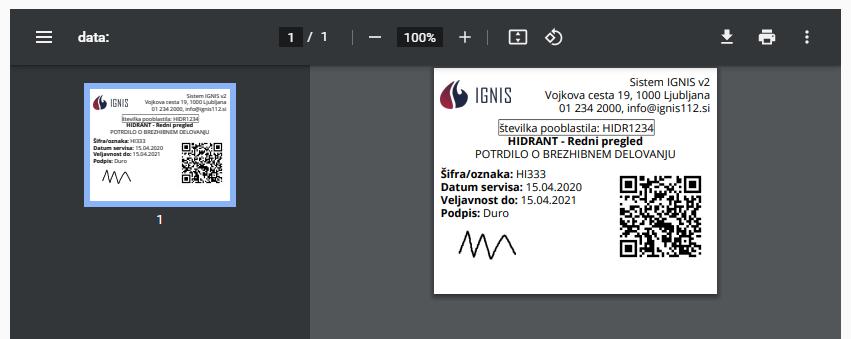 data:
1 / 1
100%
IGNIS
Sistem IGNIS v2
Vojkova cesta 19, 1000 Ljubljana
01 234 2000, info@ignis112.si
številka pooblastila: HIDR1234
HIDRANT - Redni pregled
POTRDILO O BREZHIBNEM DELOVANJU
Šifra/oznaka: HI333
Datum servisa: 15.04.2020
Veljavnost do: 15.04.2021
Podpis: Duro
1
IGNIS
Sistem IGNIS v2
Vojkova cesta 19, 1000 Ljubljana
01 234 2000, info@ignis112.si
številka pooblastila: HIDR1234
HIDRANT - Redni pregled
POTRDILO O BREZHIBNEM DELOVANJU
Šifra/oznaka: HI333
Datum servisa: 15.04.2020
Veljavnost do: 15.04.2021
Podpis: Duro